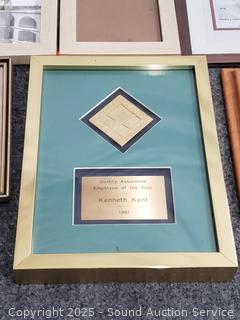 Quality Assurance
Employee of the Year
Kenneth Kent
1991
Copyright 2025 - Sound Auction Service